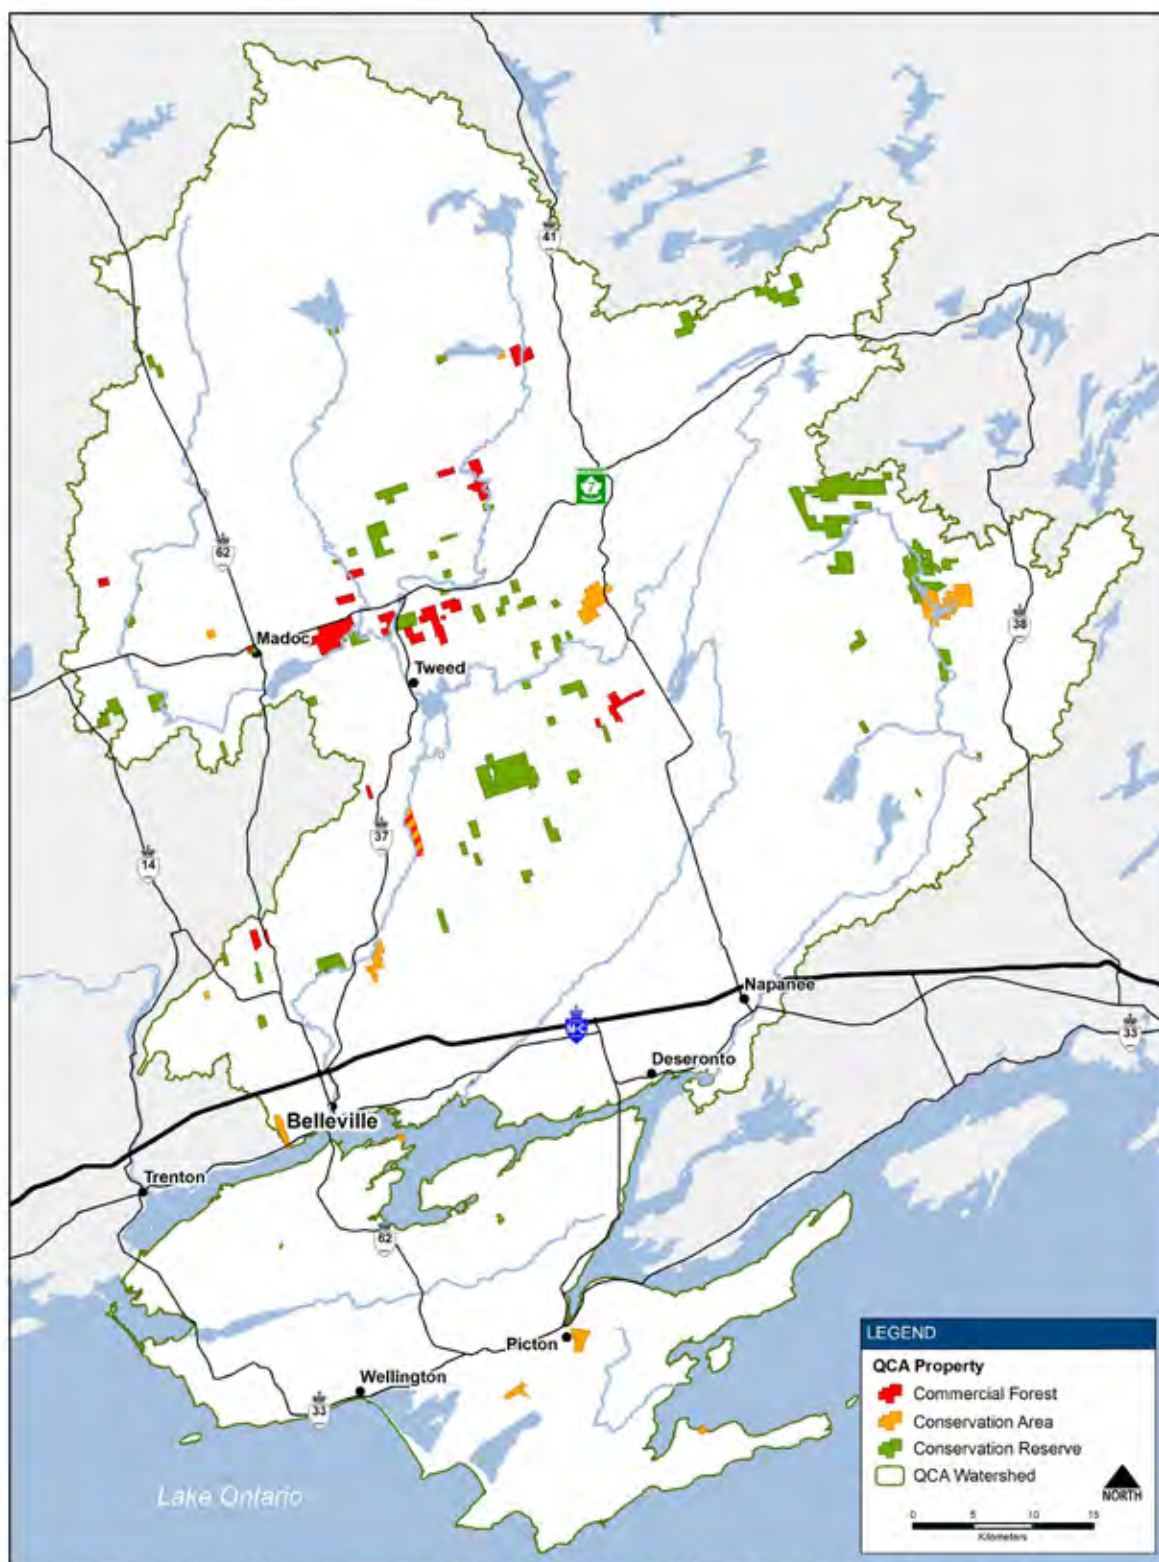 41
7
62
38
Madoc
Tweed
37
14
Napanee
M-C
33
Deseronto
Belleville
Trenton
62
Picton
Wellington
33
Lake Ontario
LEGEND
QCA Property
Commercial Forest
Conservation Area
Conservation Reserve
QCA Watershed
NORTH
0 5 10 15
Kilometers